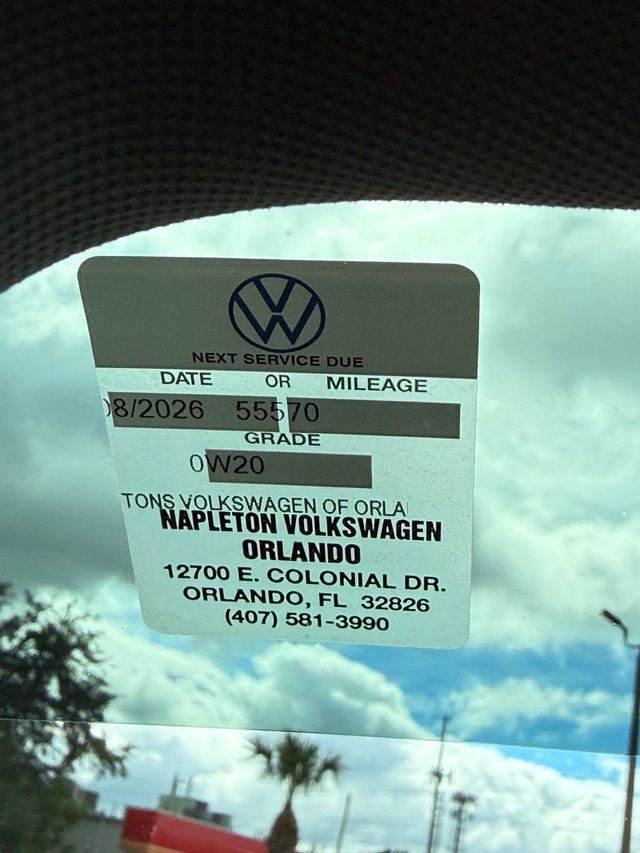 NEXT SERVICE DUE
DATE OR MILEAGE
08/2026 55570
GRADE
0W20
TONS VOLKSWAGEN OF ORLA
NAPLETON VOLKSWAGEN
ORLANDO
12700 E. COLONIAL DR.
ORLANDO, FL 32826
(407) 581-3990